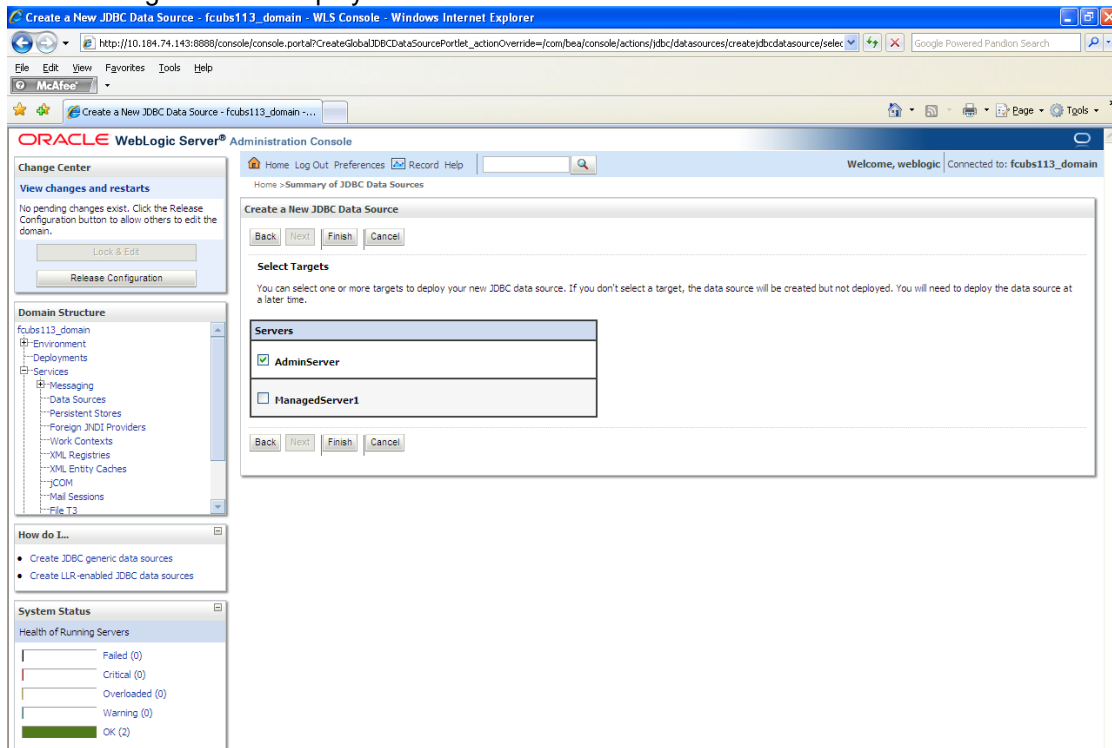 Create a New JDBC Data Source - fcubs113_domain - WLS Console - Windows Internet Explorer
http://10.184.74.143:8888/console/console.portal?CreateGlobalJDBCDataSourcePortlet_actionOverride=/com/bea/console/actions/jdbc/datasources/createjdbcdatasource/selec
Google Powered Pandion Search
File Edit View Favorites Tools Help
McAfee
Create a New JDBC Data Source - fcubs113_domain -...
Page Tools
ORACLE WebLogic Server® Administration Console
Change Center
View changes and restarts
No pending changes exist. Click the Release
Configuration button to allow others to edit the
domain.
Lock & Edit
Release Configuration
Domain Structure
fcubs113_domain
Environment
Deployments
Services
Messaging
Data Sources
Persistent Stores
Foreign JNDI Providers
Work Contexts
XML Registries
XML Entity Caches
jCOM
Mail Sessions
File T3
How do I...
Create JDBC generic data sources
Create LLR-enabled JDBC data sources
System Status
Health of Running Servers
Failed (0)
Critical (0)
Overloaded (0)
Warning (0)
OK (2)
Home Log Out Preferences Record Help
Welcome, weblogic Connected to: fcubs113_domain
Home >Summary of JDBC Data Sources
Create a New JDBC Data Source
Back Next Finish Cancel
Select Targets
You can select one or more targets to deploy your new JDBC data source. If you don't select a target, the data source will be created but not deployed. You will need to deploy the data source at
a later time.
Servers
AdminServer
ManagedServer1
Back Next Finish Cancel